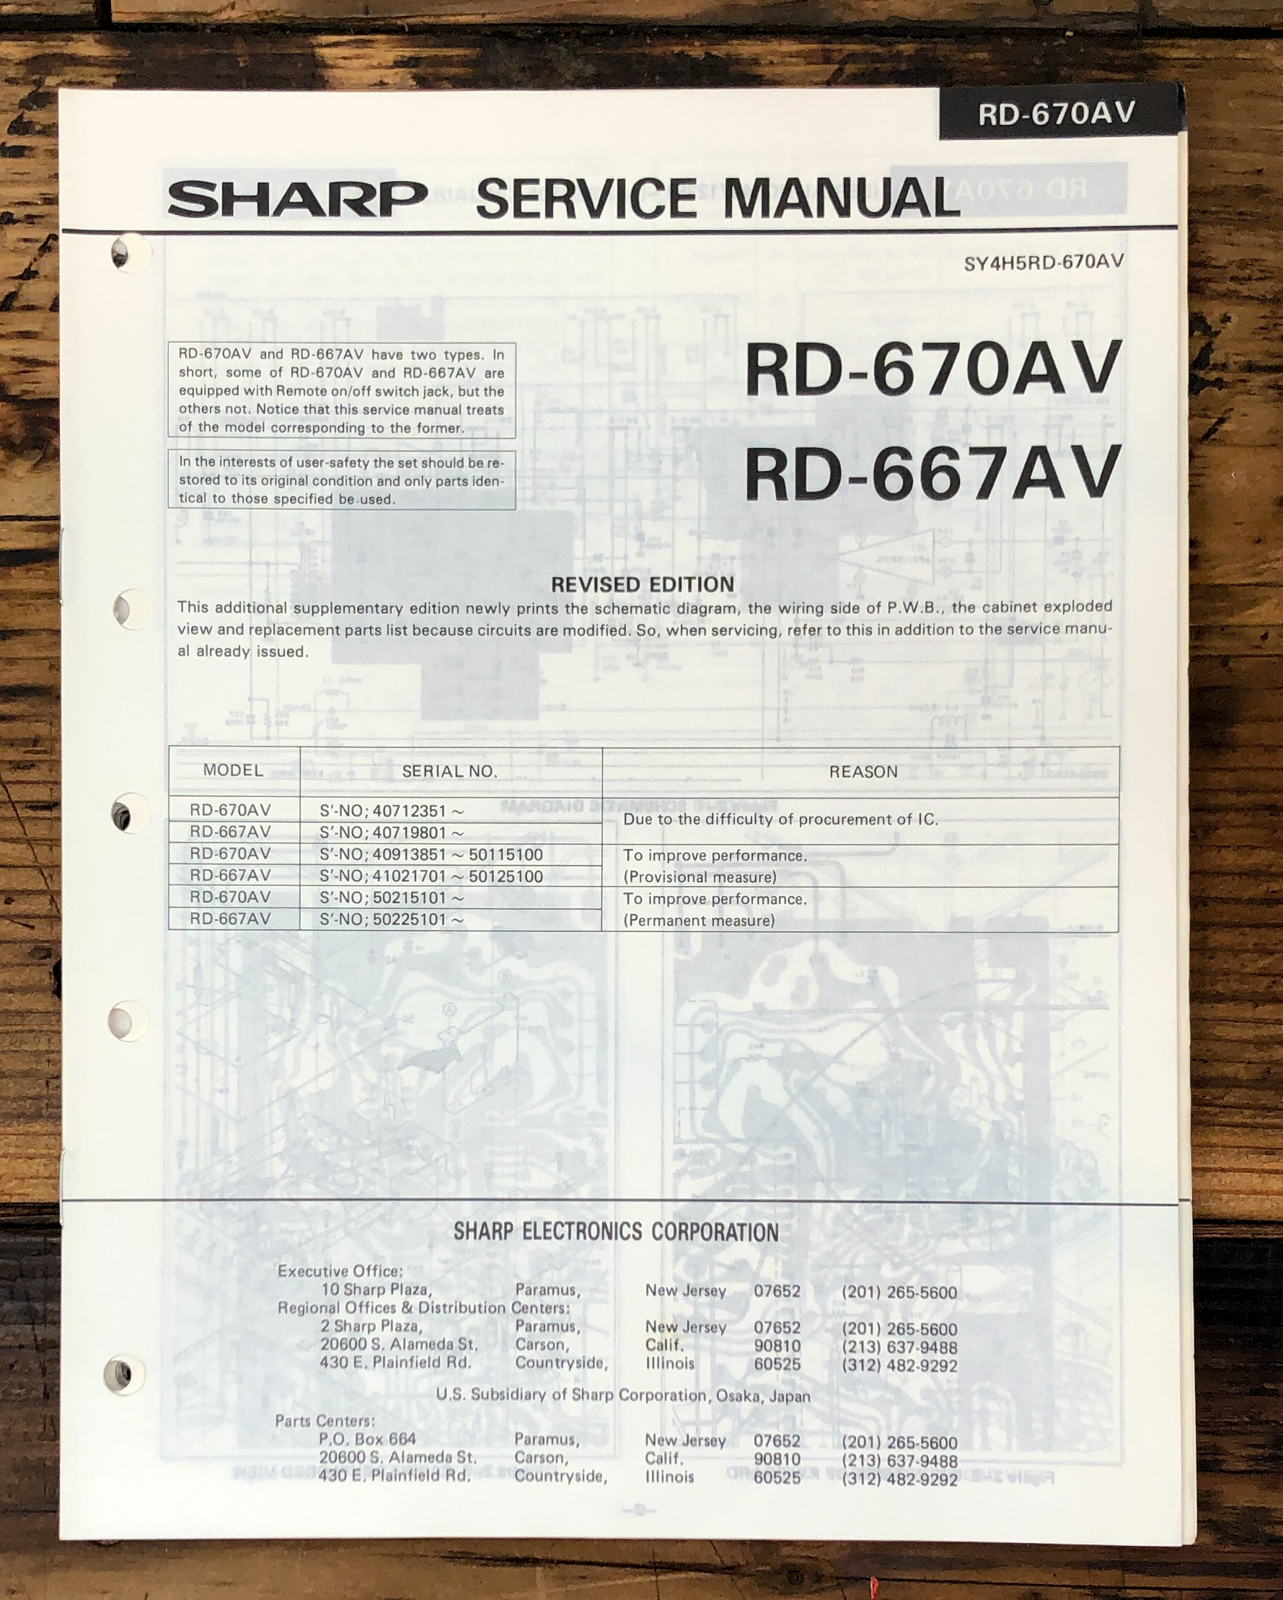 RD-670AV
SHARP SERVICE MANUAL
SY4H5RD-670AV
RD-670AV and RD-667AV have two types. In
short, some of RD-670AV and RD-667AV are
equipped with Remote on/off switch jack, but the
others not. Notice that this service manual treats
of the model corresponding to the former.
In the interests of user-safety the set should be re-
stored to its original condition and only parts iden-
tical to those specified be used.
RD-670AV
RD-667AV
REVISED EDITION
This additional supplementary edition newly prints the schematic diagram, the wiring side of P.W.B., the cabinet exploded
view and replacement parts list because circuits are modified. So, when servicing, refer to this in addition to the service manu-
al already issued.
MODEL SERIAL NO. REASON
RD-670AV S'-NO; 40712351 ~ Due to the difficulty of procurement of IC.
RD-667AV S'-NO; 40719801 ~
RD-670AV S'-NO; 40913851 ~ 50115100 To improve performance.
RD-667AV S'-NO; 41021701 ~ 50125100 (Provisional measure)
RD-670AV S'-NO; 50215101 ~ To improve performance.
RD-667AV S'-NO; 50225101 ~ (Permanent measure)
SHARP ELECTRONICS CORPORATION
Executive Office:
10 Sharp Plaza, Paramus, New Jersey 07652 (201) 265-5600
Regional Offices & Distribution Centers:
2 Sharp Plaza, Paramus, New Jersey 07652 (201) 265-5600
20600 S. Alameda St. Carson, Calif. 90810 (213) 637-9488
430 E. Plainfield Rd. Countryside, Illinois 60525 (312) 482-9292
U.S. Subsidiary of Sharp Corporation, Osaka, Japan
Parts Centers:
P.O. Box 664 Paramus, New Jersey 07652 (201) 265-5600
20600 S. Alameda St. Carson, Calif. 90810 (213) 637-9488
430 E. Plainfield Rd. Countryside, Illinois 60525 (312) 482-9292